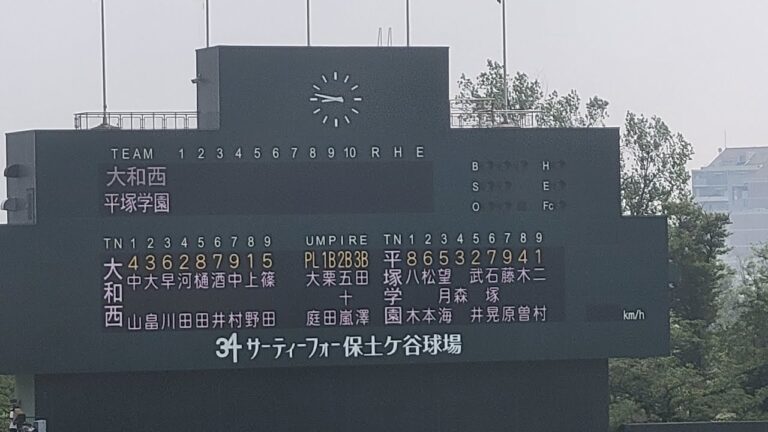 TEAM 1 2 3 4 5 6 7 8 9 10 R H E
大和西
平塚学園
B H
S E
O Fc
TN 1 2 3 4 5 6 7 8 9 UMPIRE TN 1 2 3 4 5 6 7 8 9
4 3 6 2 8 7 9 1 5 PL 1B 2B 3B 8 6 5 3 2 7 9 4 1
大和西
中山
大畠
早川
河田
樋田
酒井
中村
上野
篠田
大庭
栗田
五十嵐
田澤
平塚学園
八木
松本
望月海
森
武井
石塚晃
藤原
木曽
二村
km/h
34 サーティーフォー保土ケ谷球場